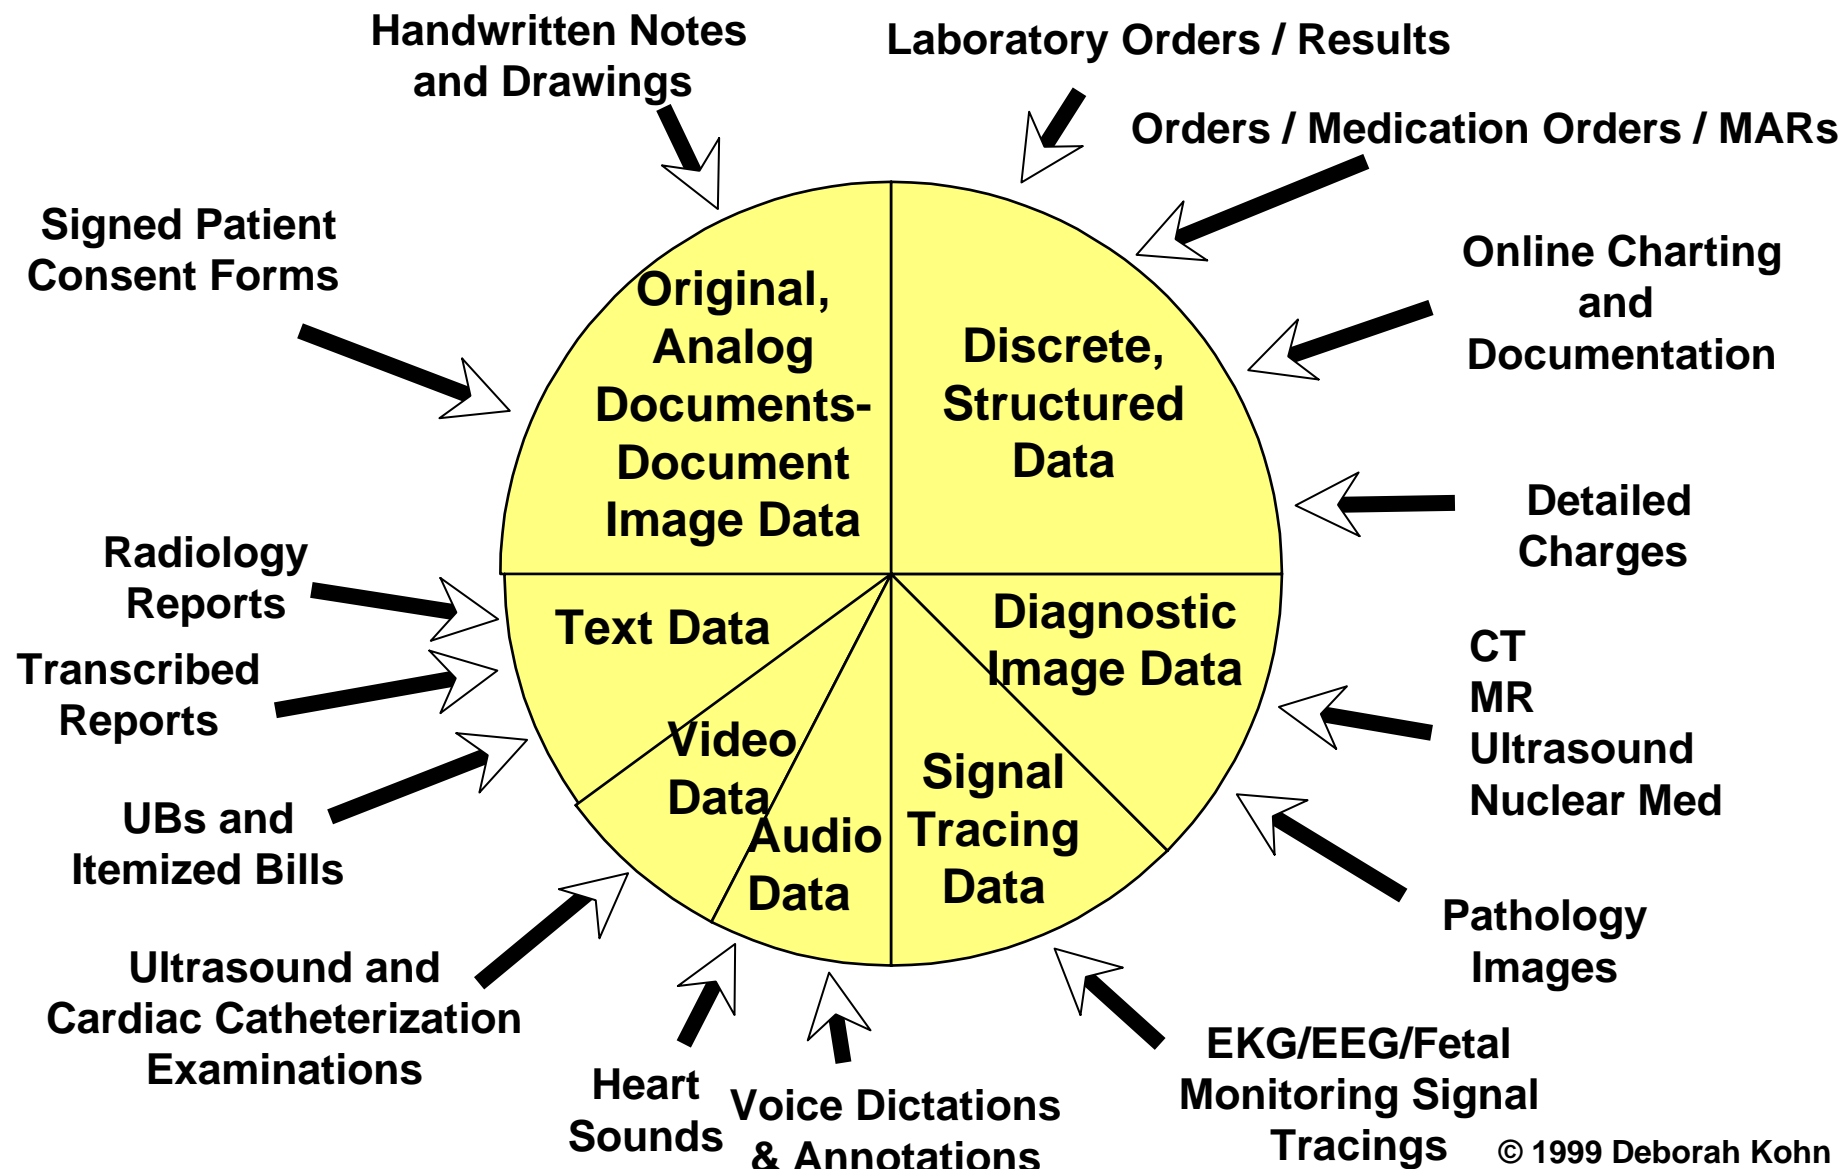 Handwritten Notes
and Drawings
Laboratory Orders / Results
Orders / Medication Orders / MARs
Signed Patient
Consent Forms
Online Charting
and
Documentation
Original,
Analog
Documents-
Document
Image Data
Discrete,
Structured
Data
Detailed
Charges
Radiology
Reports
Text Data
Diagnostic
Image Data
Transcribed
Reports
CT
MR
Ultrasound
Nuclear Med
Video
Data
Signal
Tracing
Data
Audio
Data
UBs and
Itemized Bills
Pathology
Images
Ultrasound and
Cardiac Catheterization
Examinations
Heart
Sounds
Voice Dictations
& Annotations
EKG/EEG/Fetal
Monitoring Signal
Tracings
© 1999 Deborah Kohn